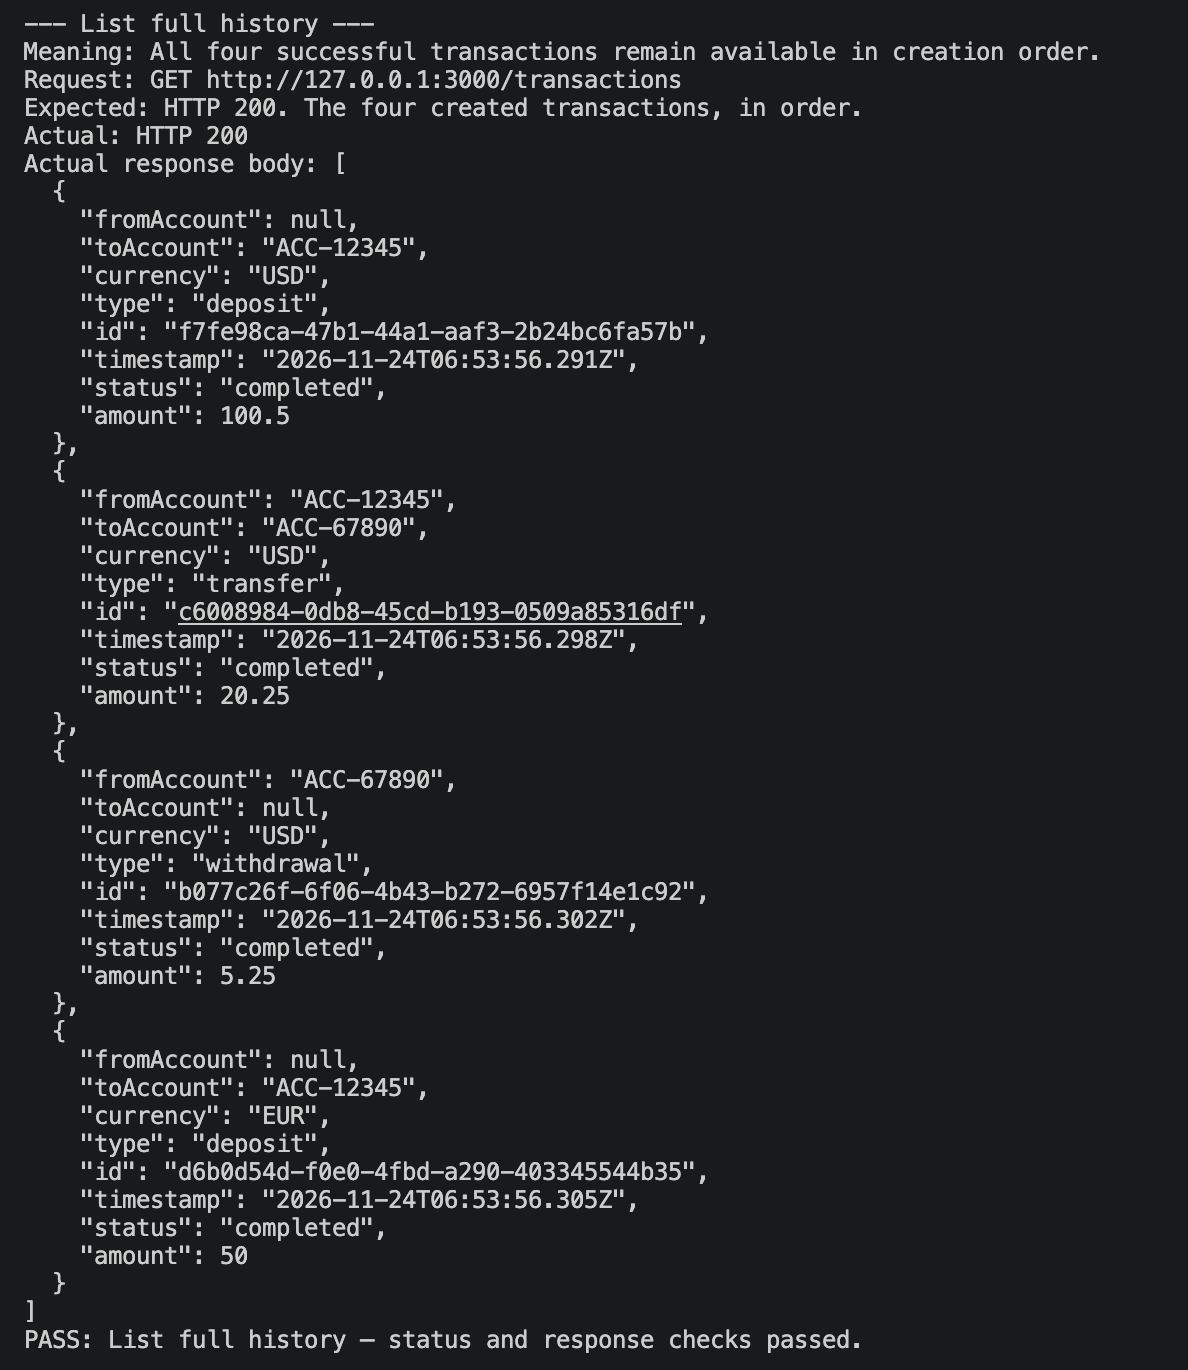 --- List full history ---
Meaning: All four successful transactions remain available in creation order.
Request: GET http://127.0.0.1:3000/transactions
Expected: HTTP 200. The four created transactions, in order.
Actual: HTTP 200
Actual response body: [
  {
    "fromAccount": null,
    "toAccount": "ACC-12345",
    "currency": "USD",
    "type": "deposit",
    "id": "f7fe98ca-47b1-44a1-aaf3-2b24bc6fa57b",
    "timestamp": "2026-11-24T06:53:56.291Z",
    "status": "completed",
    "amount": 100.5
  },
  {
    "fromAccount": "ACC-12345",
    "toAccount": "ACC-67890",
    "currency": "USD",
    "type": "transfer",
    "id": "c6008984-0db8-45cd-b193-0509a85316df",
    "timestamp": "2026-11-24T06:53:56.298Z",
    "status": "completed",
    "amount": 20.25
  },
  {
    "fromAccount": "ACC-67890",
    "toAccount": null,
    "currency": "USD",
    "type": "withdrawal",
    "id": "b077c26f-6f06-4b43-b272-6957f14e1c92",
    "timestamp": "2026-11-24T06:53:56.302Z",
    "status": "completed",
    "amount": 5.25
  },
  {
    "fromAccount": null,
    "toAccount": "ACC-12345",
    "currency": "EUR",
    "type": "deposit",
    "id": "d6b0d54d-f0e0-4fbd-a290-403345544b35",
    "timestamp": "2026-11-24T06:53:56.305Z",
    "status": "completed",
    "amount": 50
  }
]
PASS: List full history — status and response checks passed.